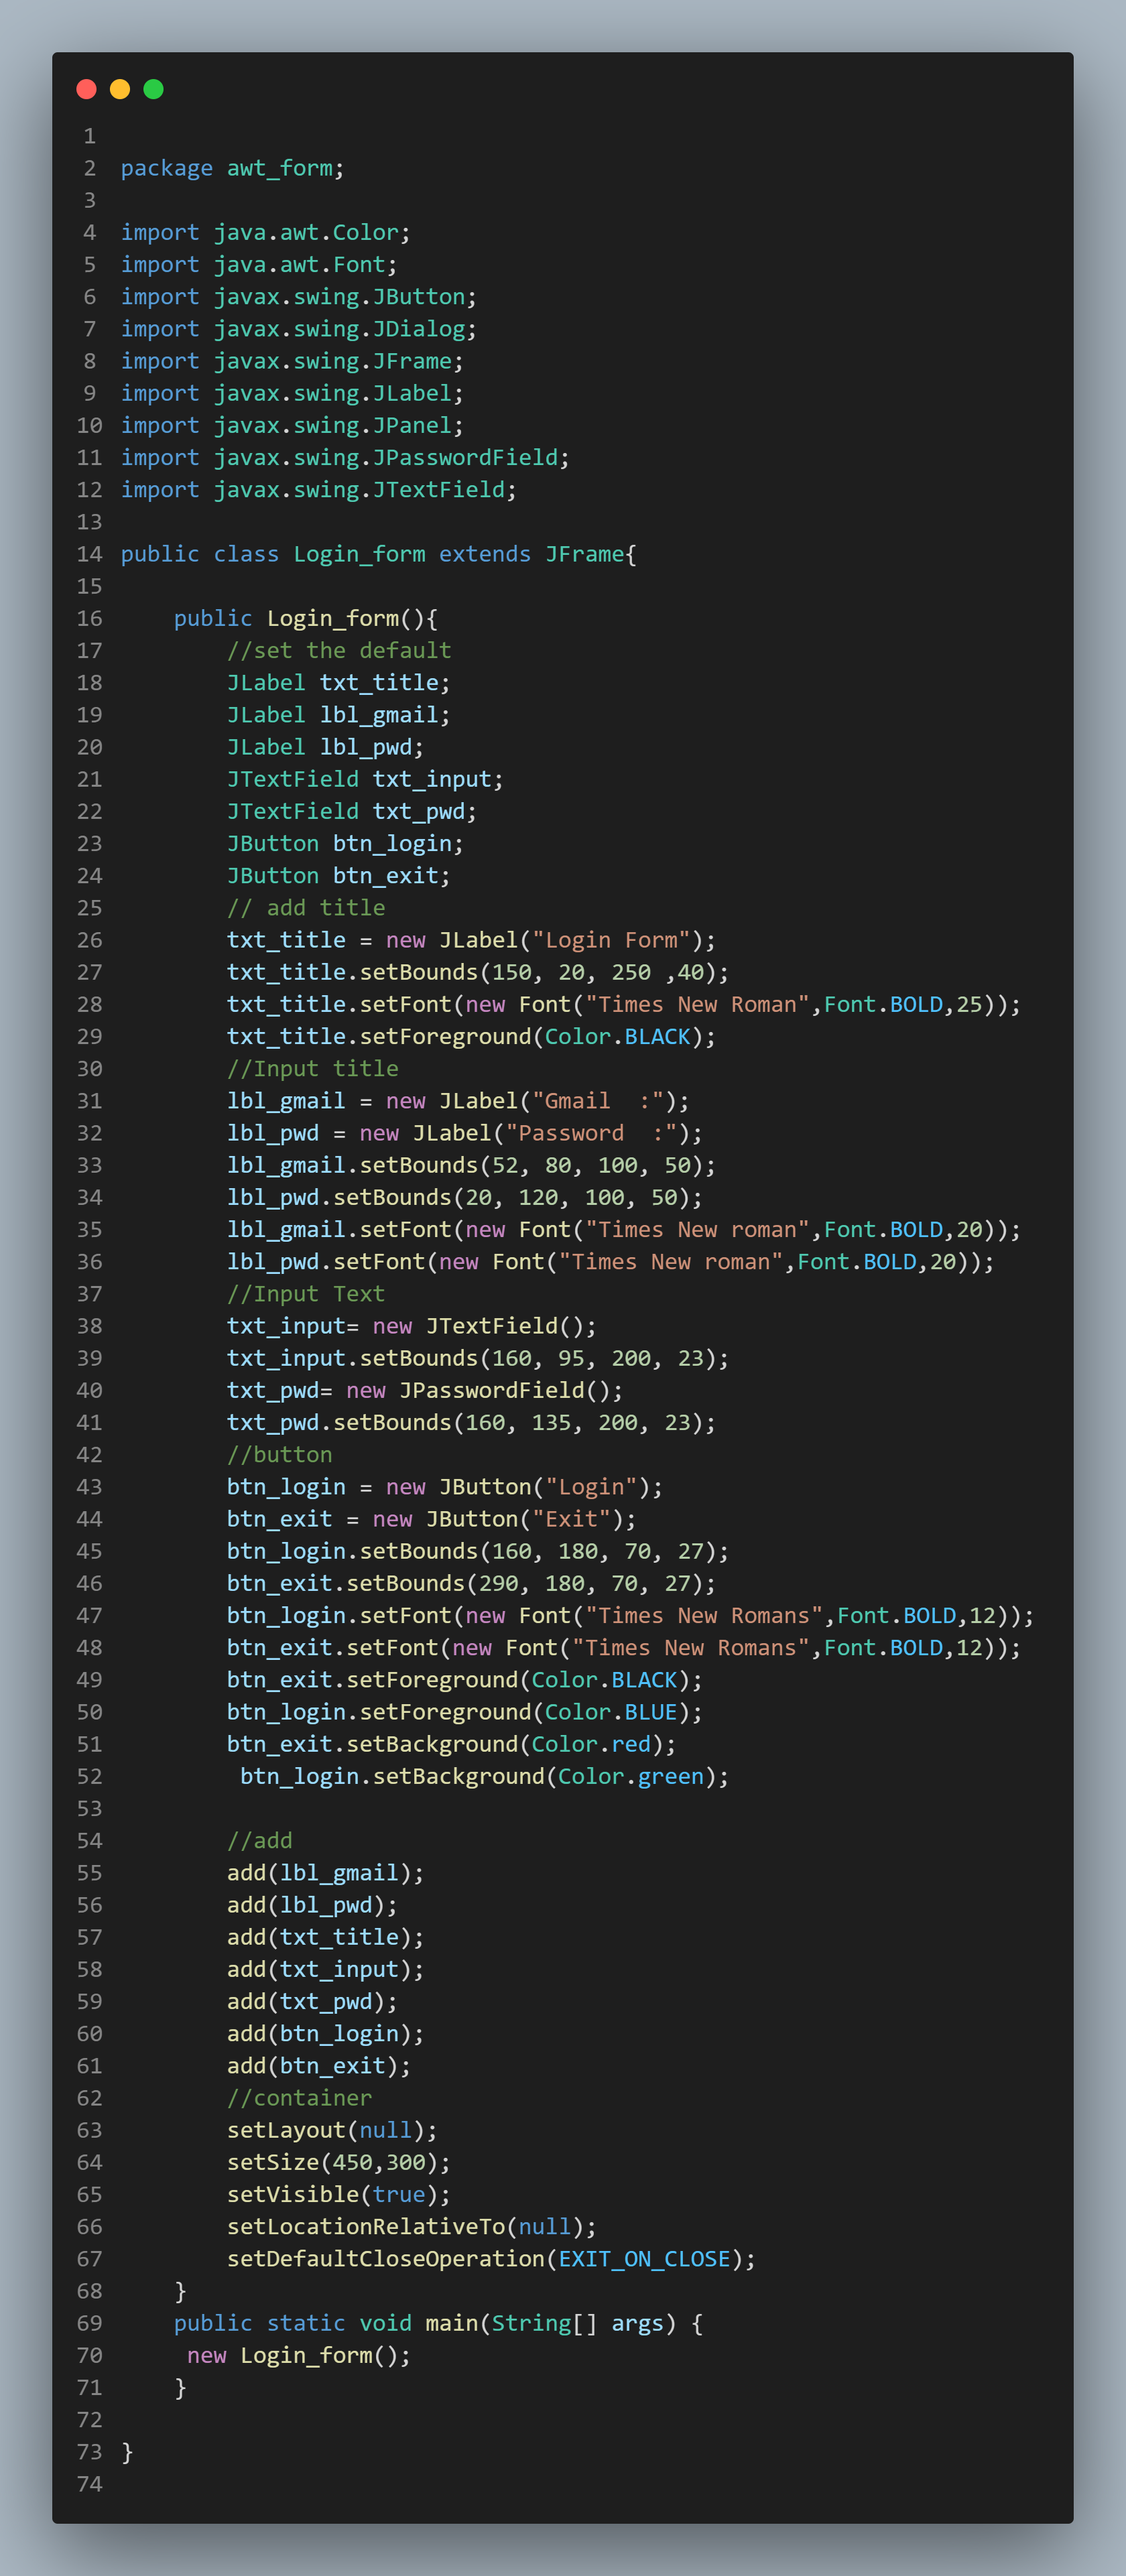 1
2 package awt_form;
3
4 import java.awt.Color;
5 import java.awt.Font;
6 import javax.swing.JButton;
7 import javax.swing.JDialog;
8 import javax.swing.JFrame;
9 import javax.swing.JLabel;
10 import javax.swing.JPanel;
11 import javax.swing.JPasswordField;
12 import javax.swing.JTextField;
13
14 public class Login_form extends JFrame{
15
16     public Login_form(){
17         //set the default
18         JLabel txt_title;
19         JLabel lbl_gmail;
20         JLabel lbl_pwd;
21         JTextField txt_input;
22         JTextField txt_pwd;
23         JButton btn_login;
24         JButton btn_exit;
25         // add title
26         txt_title = new JLabel("Login Form");
27         txt_title.setBounds(150, 20, 250 ,40);
28         txt_title.setFont(new Font("Times New Roman",Font.BOLD,25));
29         txt_title.setForeground(Color.BLACK);
30         //Input title
31         lbl_gmail = new JLabel("Gmail  :");
32         lbl_pwd = new JLabel("Password  :");
33         lbl_gmail.setBounds(52, 80, 100, 50);
34         lbl_pwd.setBounds(20, 120, 100, 50);
35         lbl_gmail.setFont(new Font("Times New roman",Font.BOLD,20));
36         lbl_pwd.setFont(new Font("Times New roman",Font.BOLD,20));
37         //Input Text
38         txt_input= new JTextField();
39         txt_input.setBounds(160, 95, 200, 23);
40         txt_pwd= new JPasswordField();
41         txt_pwd.setBounds(160, 135, 200, 23);
42         //button
43         btn_login = new JButton("Login");
44         btn_exit = new JButton("Exit");
45         btn_login.setBounds(160, 180, 70, 27);
46         btn_exit.setBounds(290, 180, 70, 27);
47         btn_login.setFont(new Font("Times New Romans",Font.BOLD,12));
48         btn_exit.setFont(new Font("Times New Romans",Font.BOLD,12));
49         btn_exit.setForeground(Color.BLACK);
50         btn_login.setForeground(Color.BLUE);
51         btn_exit.setBackground(Color.red);
52          btn_login.setBackground(Color.green);
53
54         //add
55         add(lbl_gmail);
56         add(lbl_pwd);
57         add(txt_title);
58         add(txt_input);
59         add(txt_pwd);
60         add(btn_login);
61         add(btn_exit);
62         //container
63         setLayout(null);
64         setSize(450,300);
65         setVisible(true);
66         setLocationRelativeTo(null);
67         setDefaultCloseOperation(EXIT_ON_CLOSE);
68     }
69     public static void main(String[] args) {
70      new Login_form();
71     }
72
73 }
74